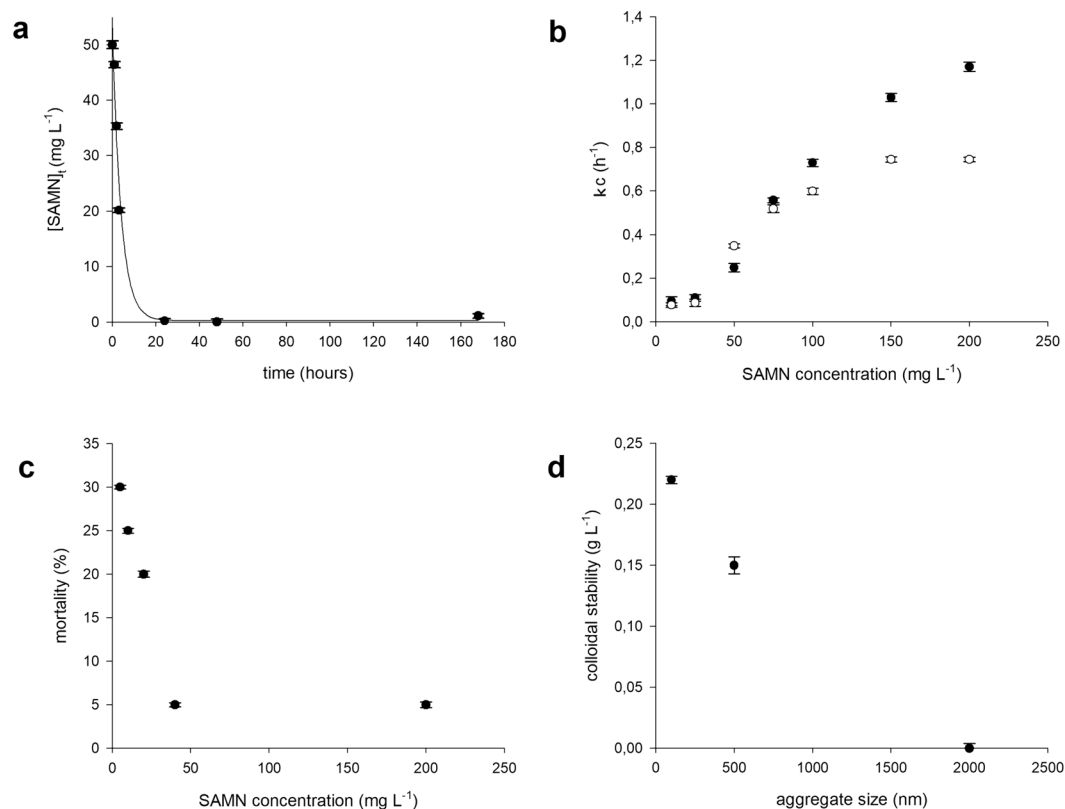 a
50
40
30
20
10
0
[SAMN]t (mg L-1)
0 20 40 60 80 100 120 140 160 180
time (hours)
b
1,4
1,2
1,0
0,8
0,6
0,4
0,2
0,0
kc (h-1)
0 50 100 150 200 250
SAMN concentration (mg L-1)
c
35
30
25
20
15
10
5
0
mortality (%)
0 50 100 150 200 250
SAMN concentration (mg L-1)
d
0,25
0,20
0,15
0,10
0,05
0,00
colloidal stability (g L-1)
0 500 1000 1500 2000 2500
aggregate size (nm)